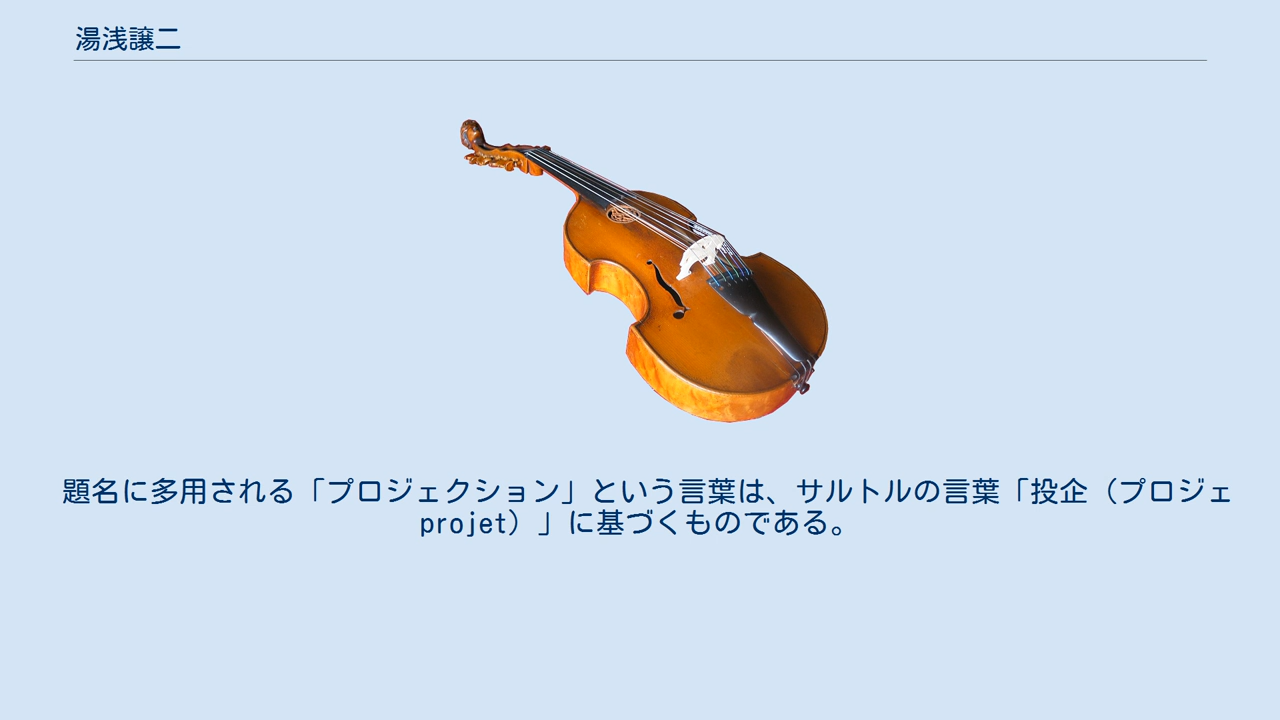 湯浅譲二
題名に多用される「プロジェクション」という言葉は、サルトルの言葉「投企（プロジェ
projet）」に基づくものである。